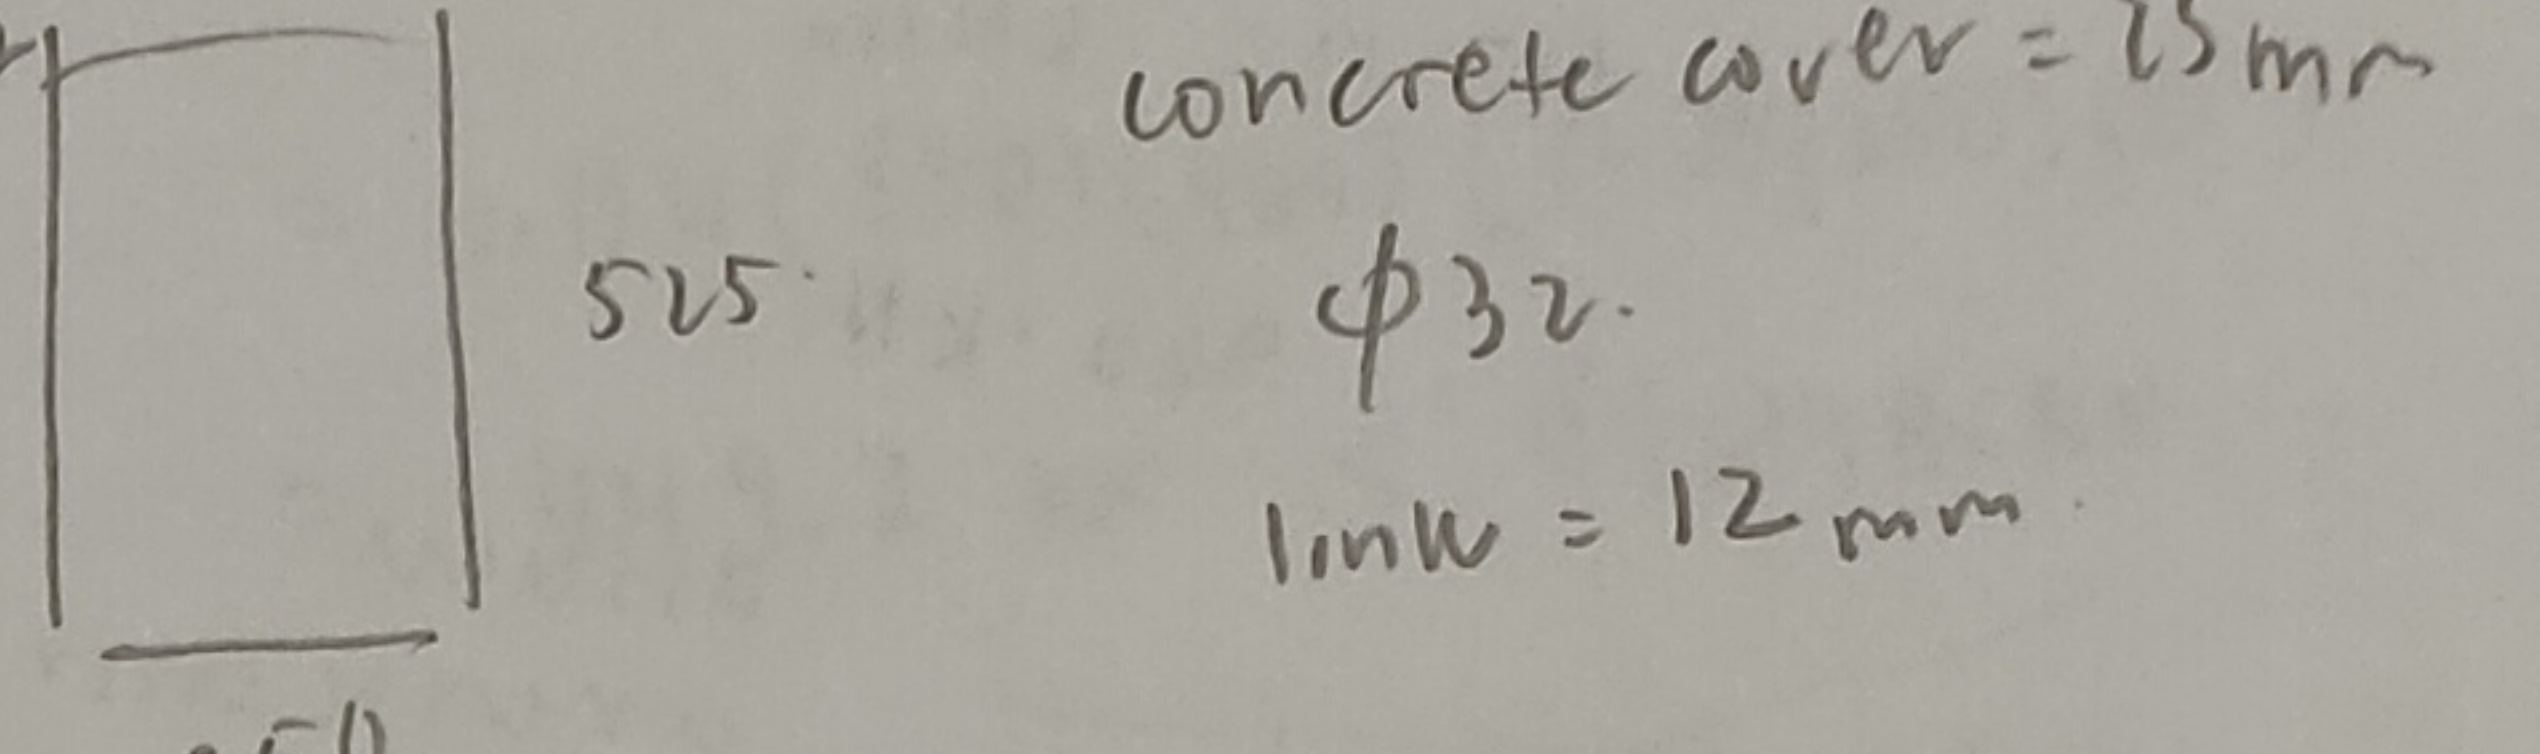 concrete cover = 25 mm
525.
φ32.
link = 12 mm.